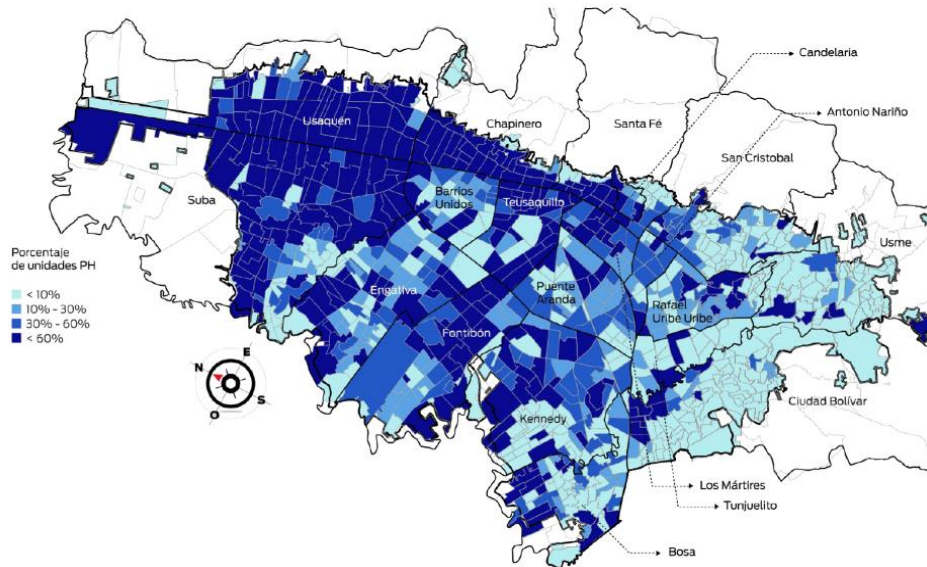 Candelaria
Antonio Nariño
Usaquén
Chapinero
Santa Fé
San Cristobal
Barrios
Unidos
Teusaquillo
Suba
Usme
Porcentaje
de unidades PH
< 10%
10% - 30%
30% - 60%
< 60%
Engativa
Puente
Aranda
Rafael
Uribe Uribe
Fontibón
N
E
S
O
Ciudad Bolívar
Kennedy
Los Mártires
Tunjuelito
Bosa